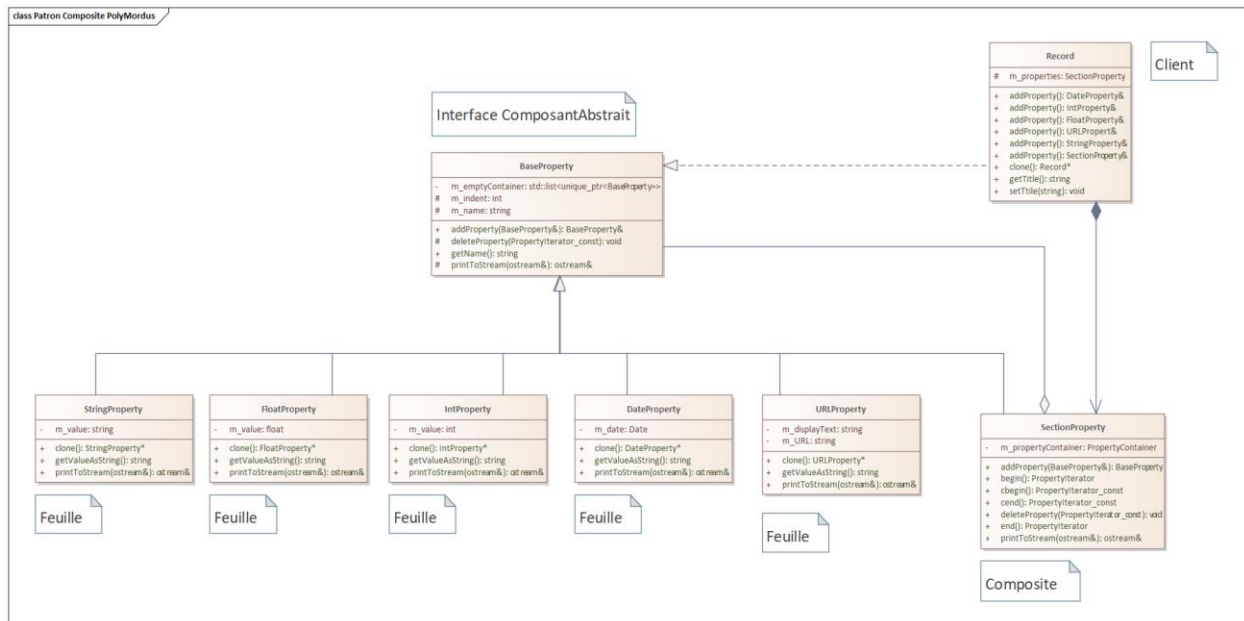 class Patron Composite PolyMordus
Record
# m_properties: SectionProperty
+ addProperty(): DateProperty&
+ addProperty(): IntProperty&
+ addProperty(): FloatProperty&
+ addProperty(): URLPropert&
+ addProperty(): StringProperty&
+ addProperty(): SectionProperty&
+ clone(): Record*
+ getTitle(): string
+ setTtile(string): void
Client
Interface ComposantAbstrait
BaseProperty
- m_emptyContainer: std::list<unique_ptr<BaseProperty>>
# m_indent: int
# m_name: string
+ addProperty(BaseProperty&): BaseProperty&
# deleteProperty(PropertyIterator_const): void
+ getName(): string
# printToStream(ostream&): ostream&
StringProperty
- m_value: string
+ clone(): StringProperty*
+ getValueAsString(): string
+ printToStream(ostream&): ostream&
Feuille
FloatProperty
- m_value: float
+ clone(): FloatProperty*
+ getValueAsString(): string
+ printToStream(ostream&): ostream&
Feuille
IntProperty
- m_value: int
+ clone(): IntProperty*
+ getValueAsString(): string
+ printToStream(ostream&): ostream&
Feuille
DateProperty
- m_date: Date
+ clone(): DateProperty*
+ getValueAsString(): string
+ printToStream(ostream&): ostream&
Feuille
URLProperty
- m_displayText: string
- m_URL: string
+ clone(): URLProperty*
+ getValueAsString(): string
+ printToStream(ostream&): ostream&
Feuille
SectionProperty
- m_propertyContainer: PropertyContainer
+ addProperty(BaseProperty&): BaseProperty
+ begin(): PropertyIterator
+ cbegin(): PropertyIterator_const
+ cend(): PropertyIterator_const
+ deleteProperty(PropertyIterator_const): void
+ end(): PropertyIterator
+ printToStream(ostream&): ostream&
Composite